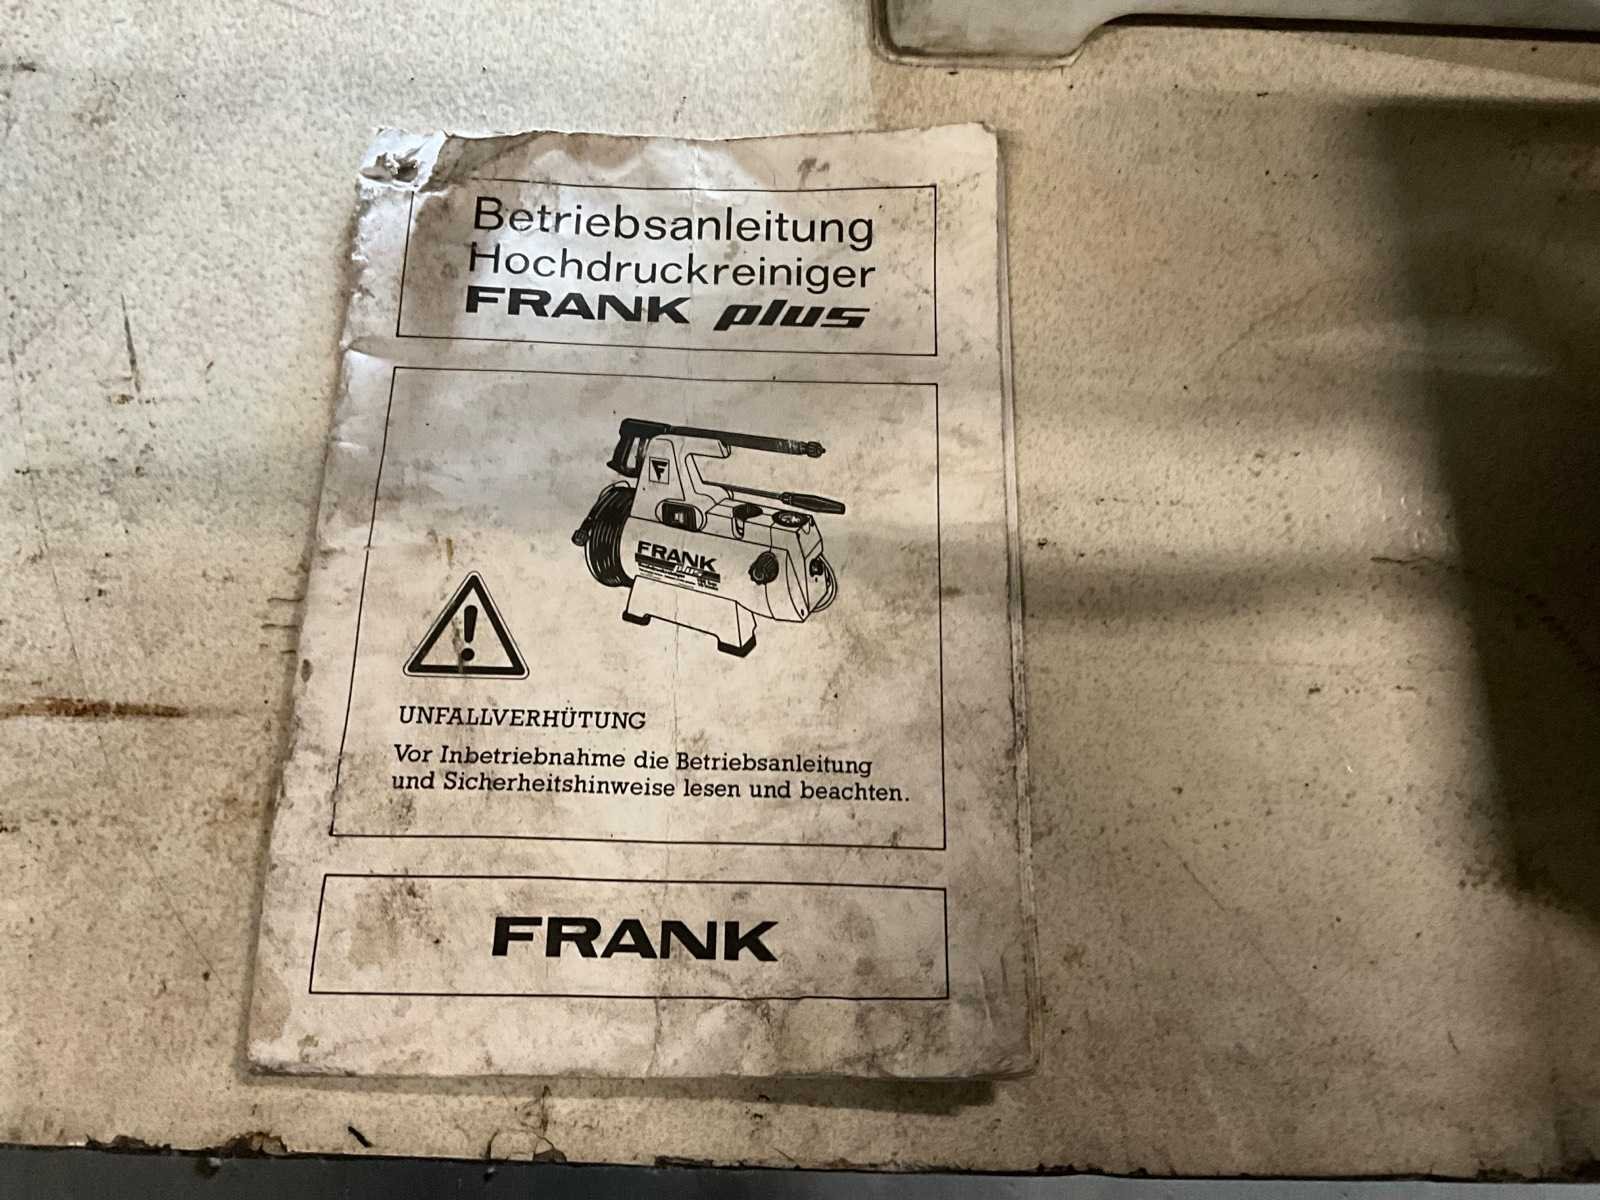 Betriebsanleitung
Hochdruckreiniger
FRANK plus
F
FRANK
plus
UNFALLVERHÜTUNG
Vor Inbetriebnahme die Betriebsanleitung
und Sicherheitshinweise lesen und beachten.
FRANK